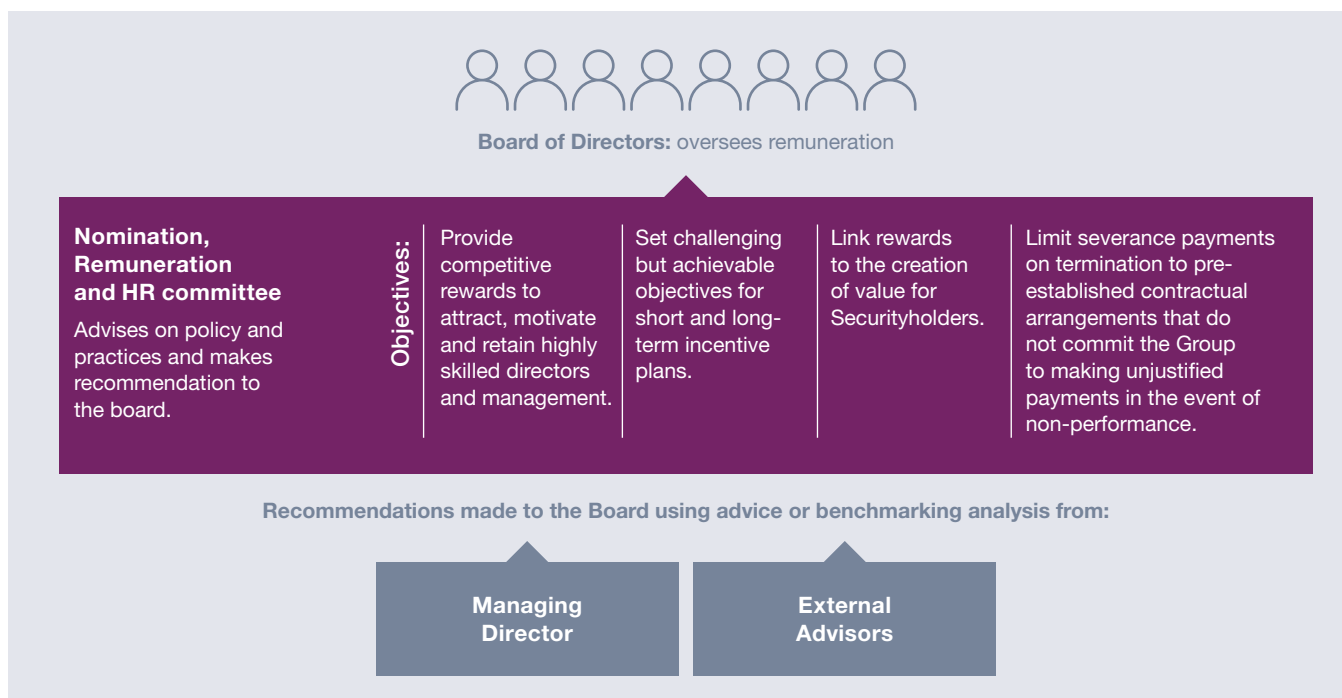 Board of Directors: oversees remuneration
Nomination,
Remuneration
and HR committee
Advises on policy and
practices and makes
recommendation to
the board.
Objectives:
Provide
competitive
rewards to
attract, motivate
and retain highly
skilled directors
and management.
Set challenging
but achievable
objectives for
short and long-
term incentive
plans.
Link rewards
to the creation
of value for
Securityholders.
Limit severance payments
on termination to pre-
established contractual
arrangements that do
not commit the Group
to making unjustified
payments in the event of
non-performance.
Recommendations made to the Board using advice or benchmarking analysis from:
Managing
Director
External
Advisors